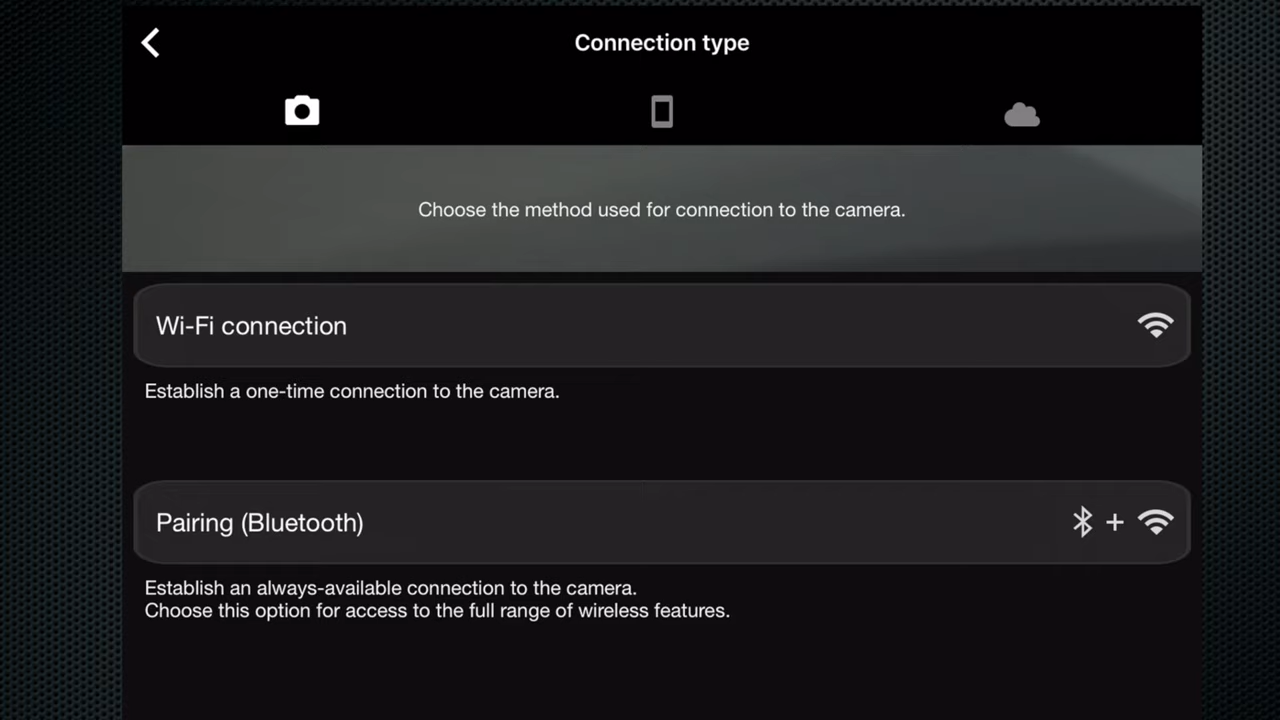 Connection type
Choose the method used for connection to the camera.
Wi-Fi connection
Establish a one-time connection to the camera.
Pairing (Bluetooth)
+
Establish an always-available connection to the camera.
Choose this option for access to the full range of wireless features.